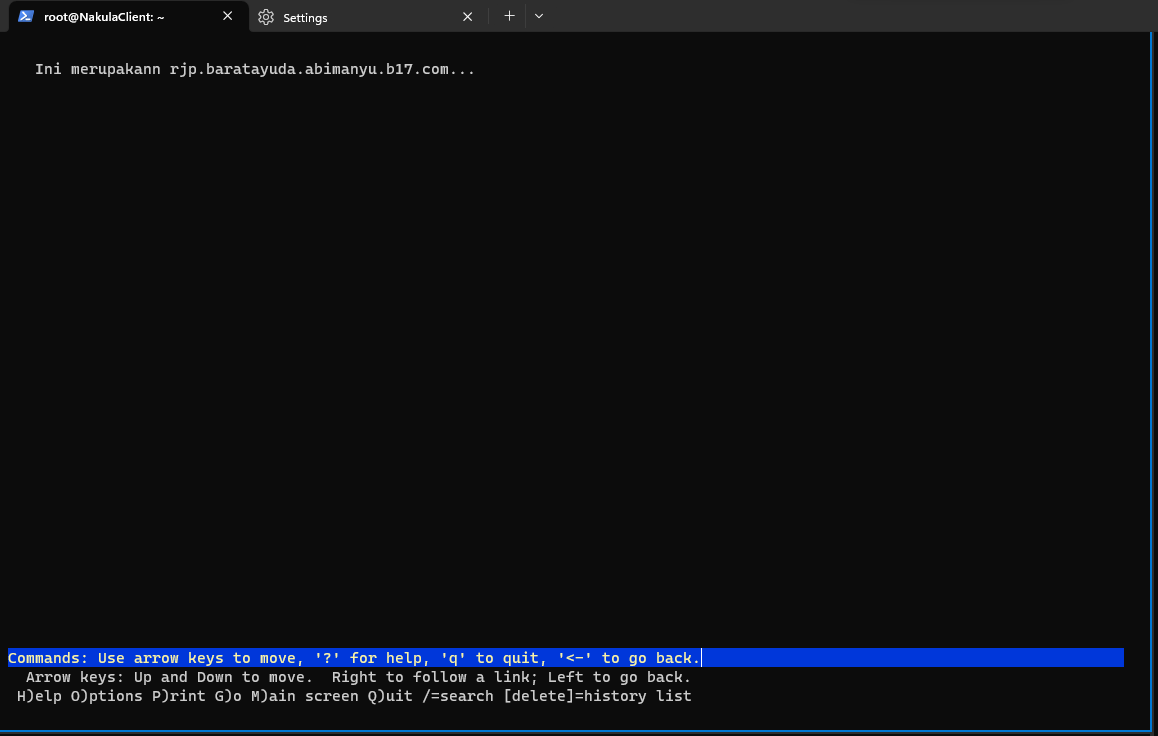 root@NakulaClient: ~
Settings
Ini merupakann rjp.baratayuda.abimanyu.b17.com...
Commands: Use arrow keys to move, '?' for help, 'q' to quit, '<-' to go back.
Arrow keys: Up and Down to move.  Right to follow a link; Left to go back.
H)elp O)ptions P)rint G)o M)ain screen Q)uit /=search [delete]=history list